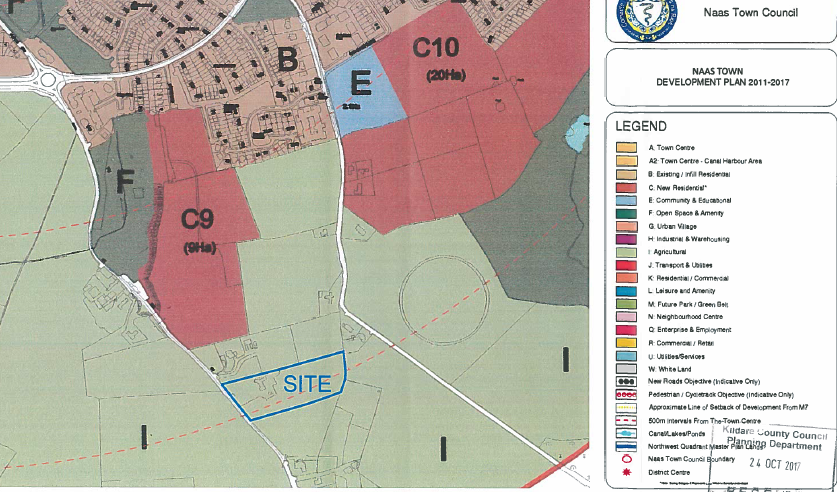 F
B
C10
(20Ha)
E
F
C9
(9Ha)
SITE
I
I
I
Naas Town Council
NAAS TOWN
DEVELOPMENT PLAN 2011-2017
LEGEND
A: Town Centre
A2: Town Centre - Canal Harbour Area
B: Existing / Infill Residential
C: New Residential*
E: Community & Educational
F: Open Space & Amenity
G: Urban Village
H: Industrial & Warehousing
I: Agricultural
J: Transport & Utilities
K: Residential / Commercial
L: Leisure and Amenity
M: Future Park / Green Belt
N: Neighbourhood Centre
Q: Enterprise & Employment
R: Commercial / Retail
U: Utilities/Services
W: White Land
New Roads Objective (Indicative Only)
Pedestrian / Cycletrack Objective (Indicative Only)
Approximate Line of Setback of Development From M7
500m Intervals From The Town Centre
Canal/Lakes/Ponds
Northwest Quadrant Master Plan Lands
Naas Town Council Boundary
District Centre
Kildare County Council
Planning Department
24 OCT 2017